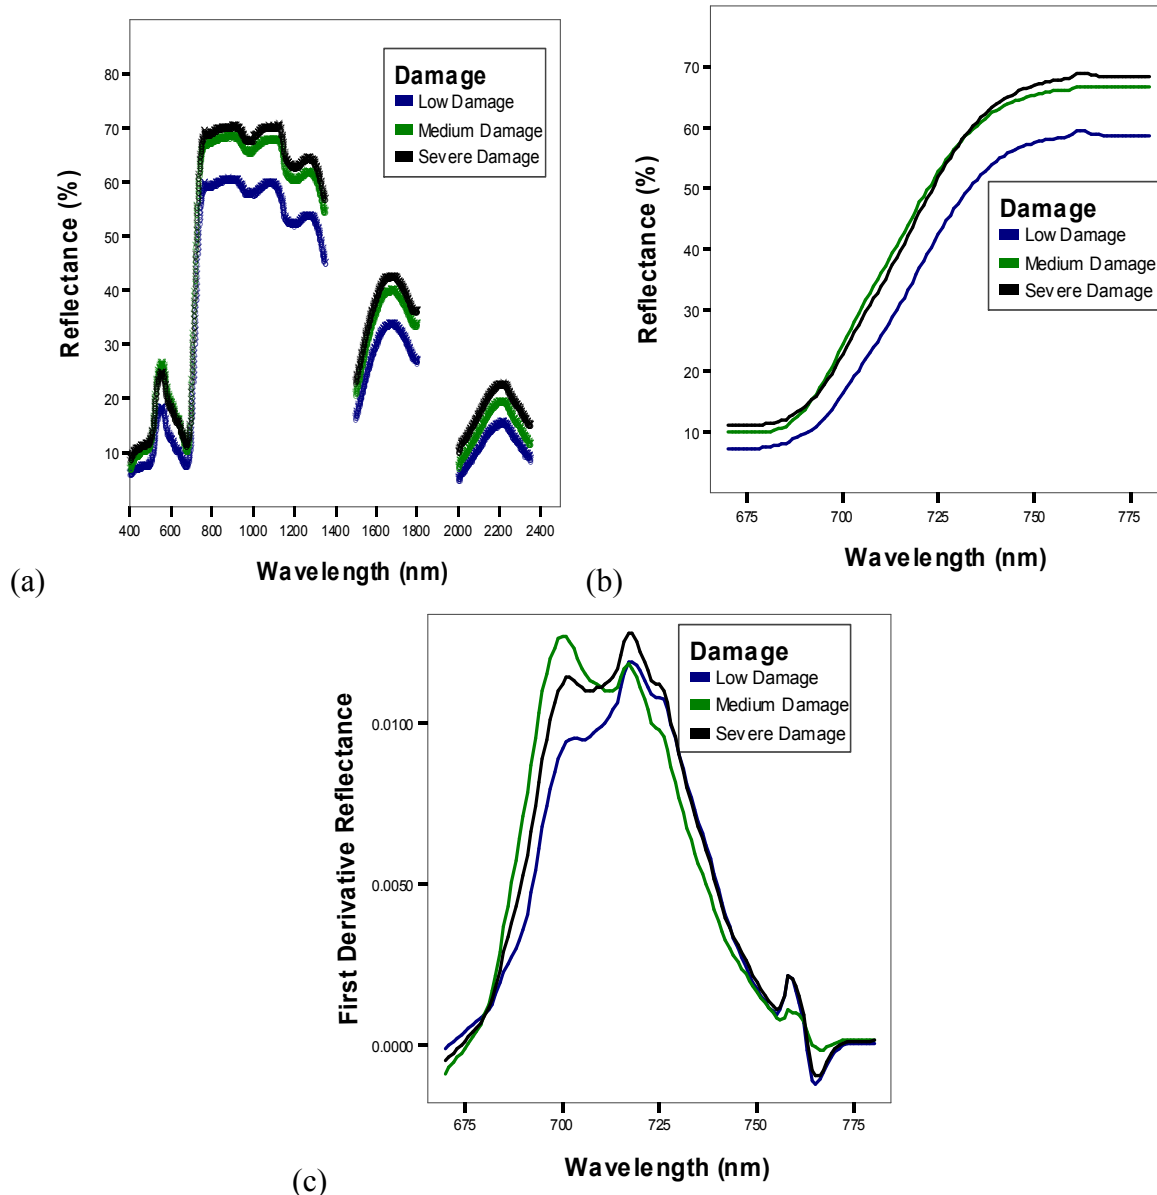 80
70
60
50
40
30
20
10
Reflectance (%)
Damage
Low Damage
Medium Damage
Severe Damage
400 600 800 1000 1200 1400 1600 1800 2000 2200 2400
Wavelength (nm)
(a)
70
60
50
40
30
20
10
Reflectance (%)
Damage
Low Damage
Medium Damage
Severe Damage
675 700 725 750 775
Wavelength (nm)
(b)
0.0100
0.0050
0.0000
First Derivative Reflectance
Damage
Low Damage
Medium Damage
Severe Damage
675 700 725 750 775
Wavelength (nm)
(c)